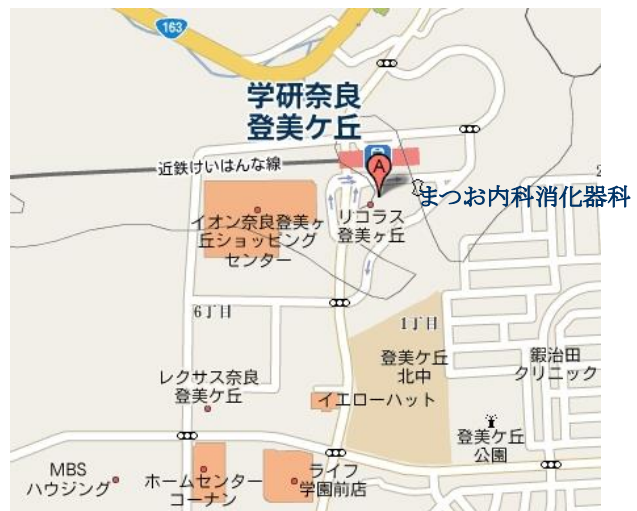 163
学研奈良
登美ケ丘
近鉄けいはんな線
A
まつお内科消化器科
イオン奈良登美ヶ
丘ショッピング
センター
リコラス
登美ヶ丘
2
6丁目
1丁目
登美ケ丘
北中
鍜治田
クリニック
レクサス奈良
登美ケ丘
イエローハット
登美ケ丘
公園
MBS
ハウジング
ホームセンター
コーナン
ライフ
学園前店